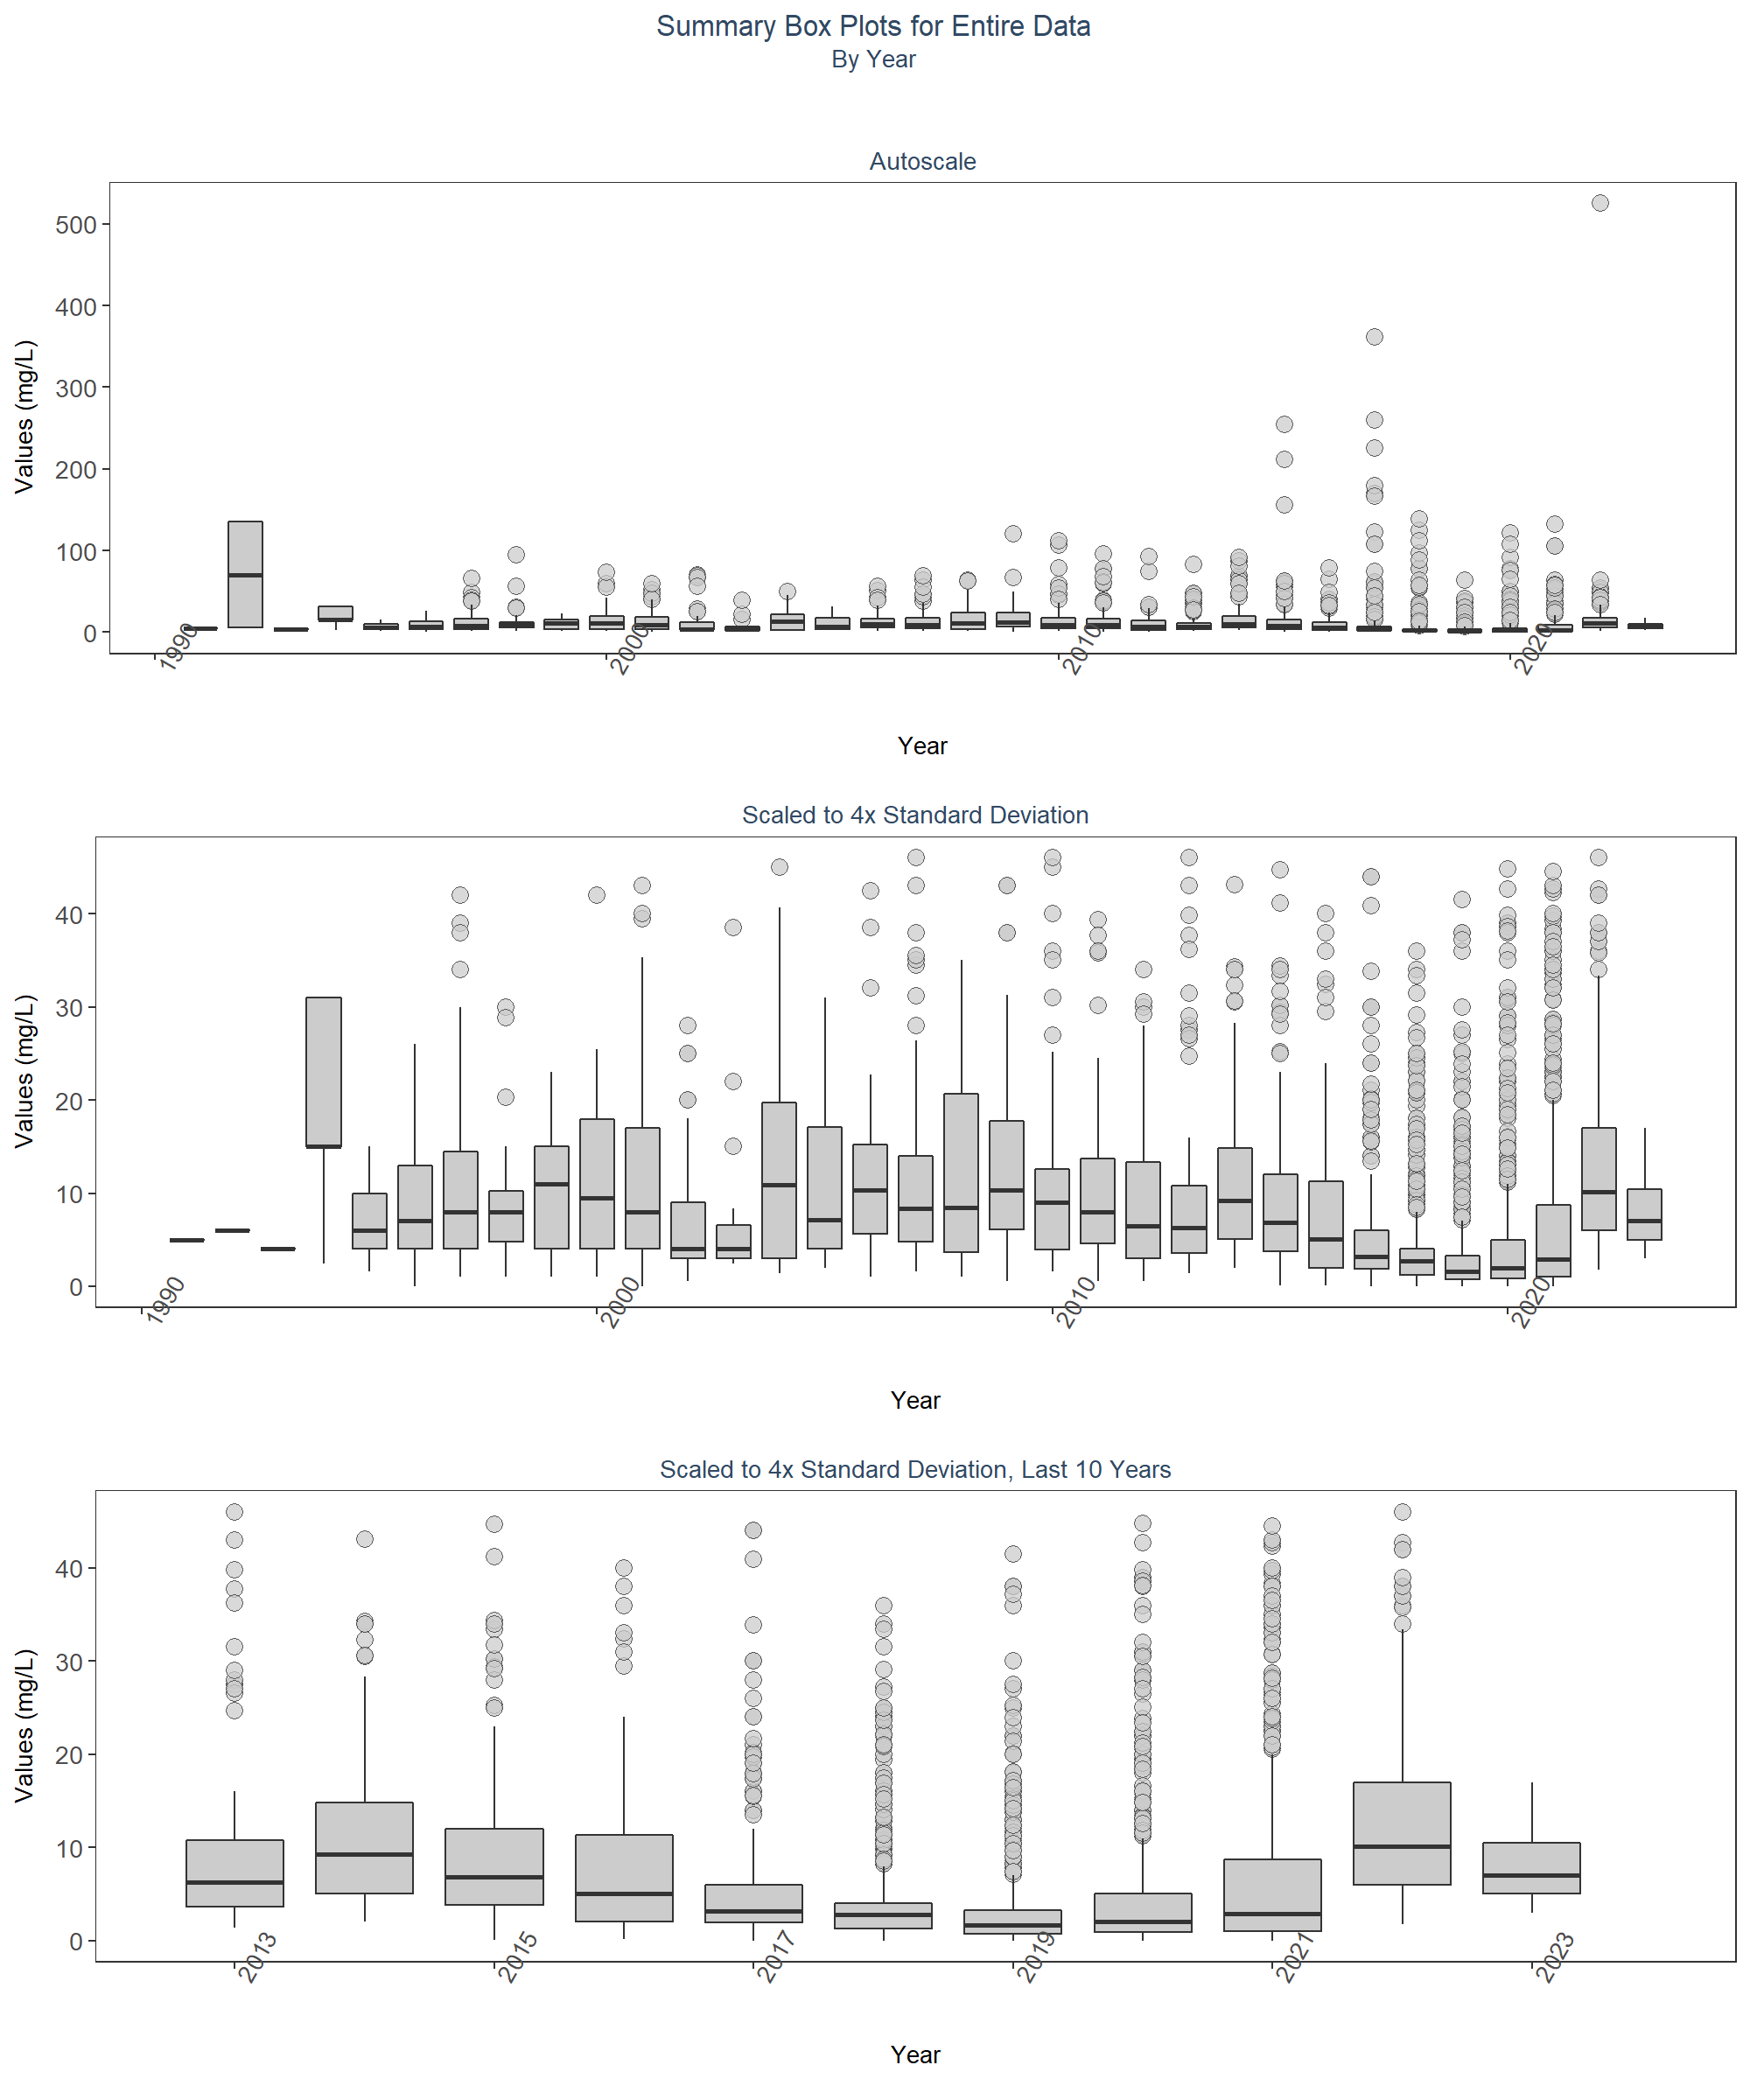 Summary Box Plots for Entire Data
By Year
Autoscale
Values (mg/L)
500
400
300
200
100
0
1990
2000
2010
2020
Year
Scaled to 4x Standard Deviation
Values (mg/L)
40
30
20
10
0
1990
2000
2010
2020
Year
Scaled to 4x Standard Deviation, Last 10 Years
Values (mg/L)
40
30
20
10
0
2013
2015
2017
2019
2021
2023
Year